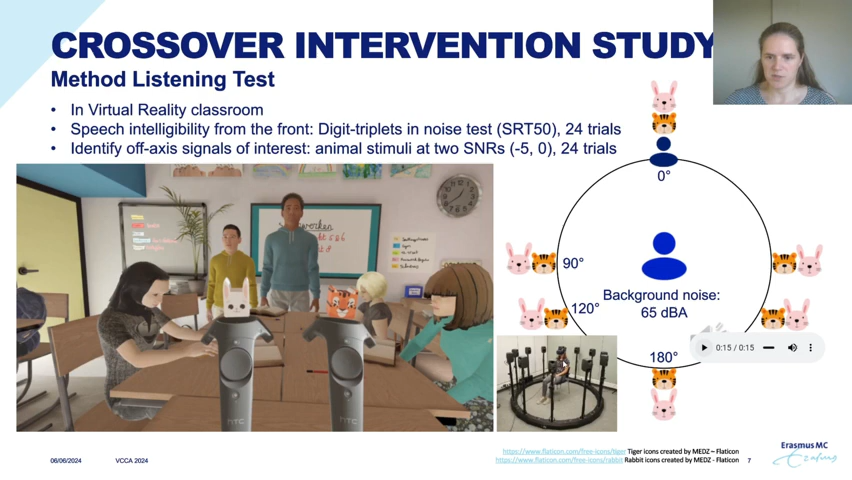 CROSSOVER INTERVENTION STUDY
Method Listening Test
• In Virtual Reality classroom
• Speech intelligibility from the front: Digit-triplets in noise test (SRT50), 24 trials
• Identify off-axis signals of interest: animal stimuli at two SNRs (-5, 0), 24 trials
0°
90°
Background noise:
65 dBA
120°
0:15 / 0:15
180°
hTC
hTC
https://www.flaticon.com/free-icons/tiger Tiger icons created by MEDZ – Flaticon
https://www.flaticon.com/free-icons/rabbit Rabbit icons created by MEDZ - Flaticon
06/06/2024
VCCA 2024
7
Erasmus MC